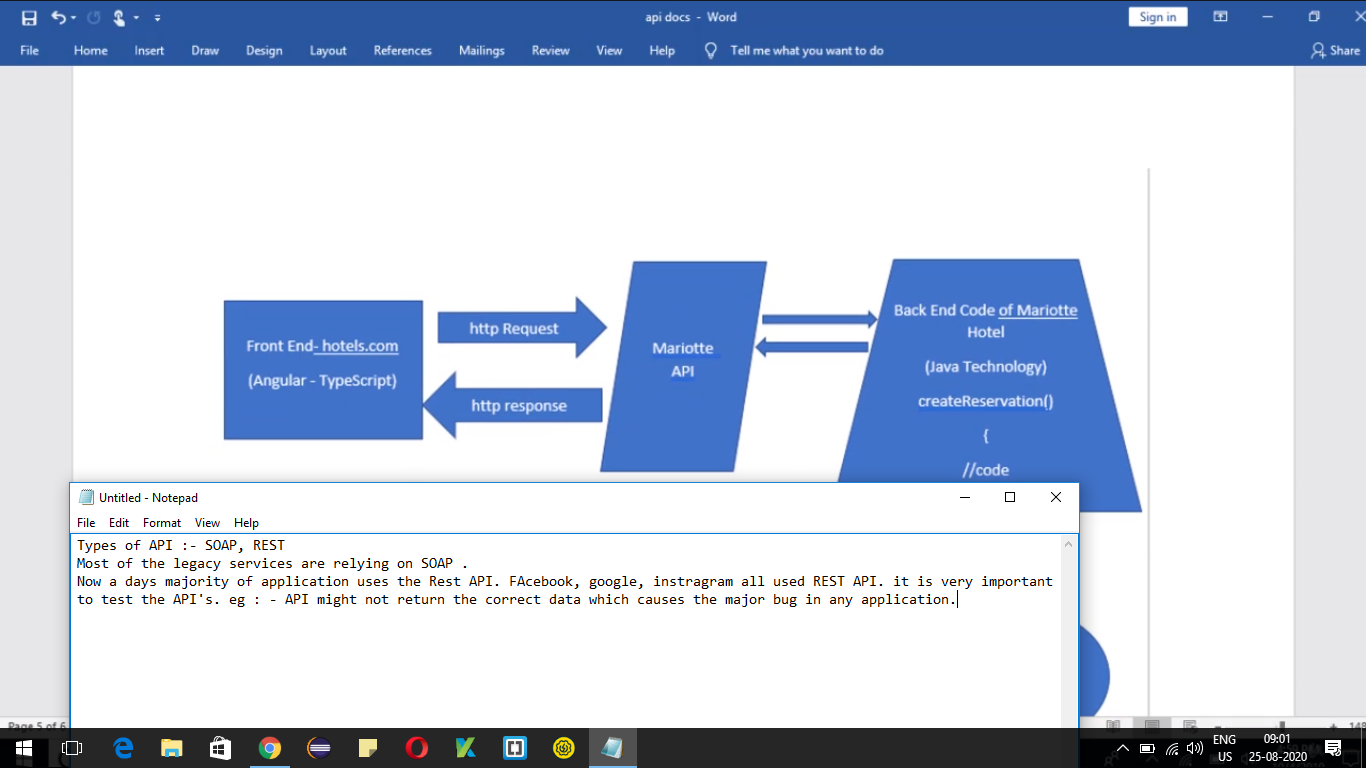 api docs - Word
Sign in
File Home Insert Draw Design Layout References Mailings Review View Help Tell me what you want to do
Share
Front End- hotels.com
(Angular - TypeScript)
http Request
http response
Mariotte
API
Back End Code of Mariotte
Hotel
(Java Technology)
createReservation()
{
//code
Untitled - Notepad
File Edit Format View Help
Types of API :- SOAP, REST
Most of the legacy services are relying on SOAP .
Now a days majority of application uses the Rest API. FAcebook, google, instragram all used REST API. it is very important
to test the API's. eg : - API might not return the correct data which causes the major bug in any application.
Page 5 of 6
ENG
US
09:01
25-08-2020